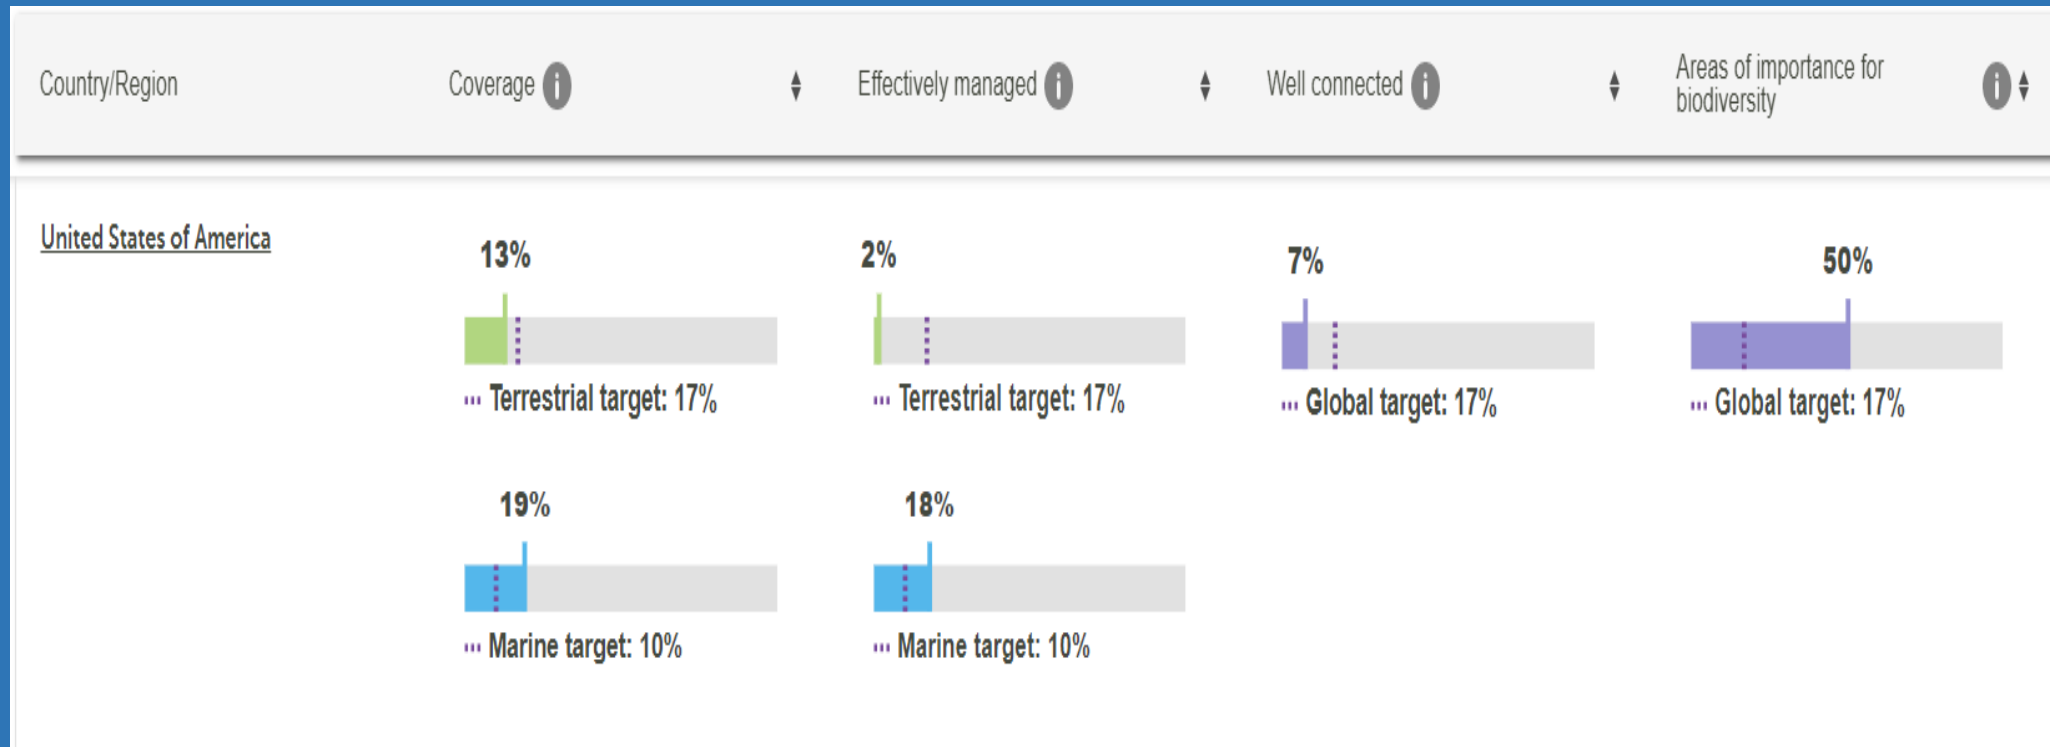 Country/Region
Coverage i
Effectively managed i
Well connected i
Areas of importance for
biodiversity i
United States of America
13%
2%
7%
50%
Terrestrial target: 17%
Terrestrial target: 17%
Global target: 17%
Global target: 17%
19%
18%
Marine target: 10%
Marine target: 10%